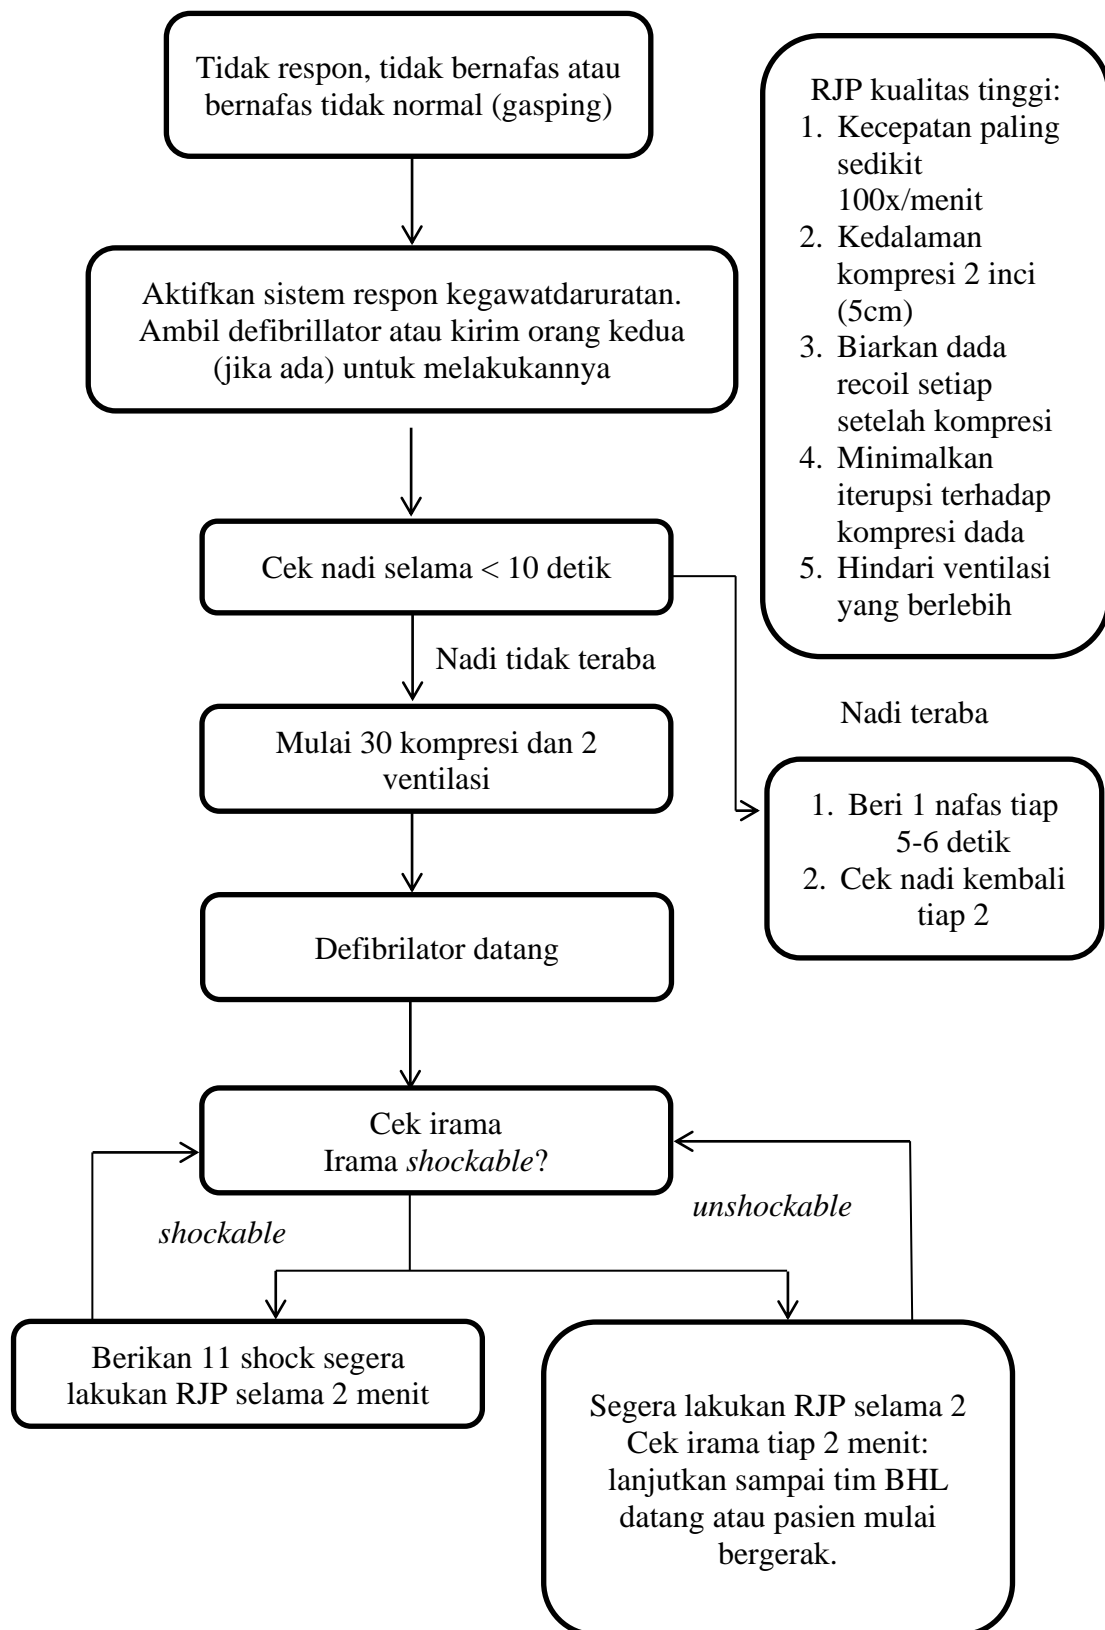 Tidak respon, tidak bernafas atau
bernafas tidak normal (gasping)
RJP kualitas tinggi:
1. Kecepatan paling
sedikit
100x/menit
2. Kedalaman
kompresi 2 inci
(5cm)
3. Biarkan dada
recoil setiap
setelah kompresi
4. Minimalkan
iterupsi terhadap
kompresi dada
5. Hindari ventilasi
yang berlebih
Aktifkan sistem respon kegawatdaruratan.
Ambil defibrillator atau kirim orang kedua
(jika ada) untuk melakukannya
Cek nadi selama < 10 detik
Nadi tidak teraba
Nadi teraba
Mulai 30 kompresi dan 2
ventilasi
1. Beri 1 nafas tiap
5-6 detik
2. Cek nadi kembali
tiap 2
Defibrilator datang
Cek irama
Irama shockable?
shockable
unshockable
Berikan 11 shock segera
lakukan RJP selama 2 menit
Segera lakukan RJP selama 2
Cek irama tiap 2 menit:
lanjutkan sampai tim BHL
datang atau pasien mulai
bergerak.